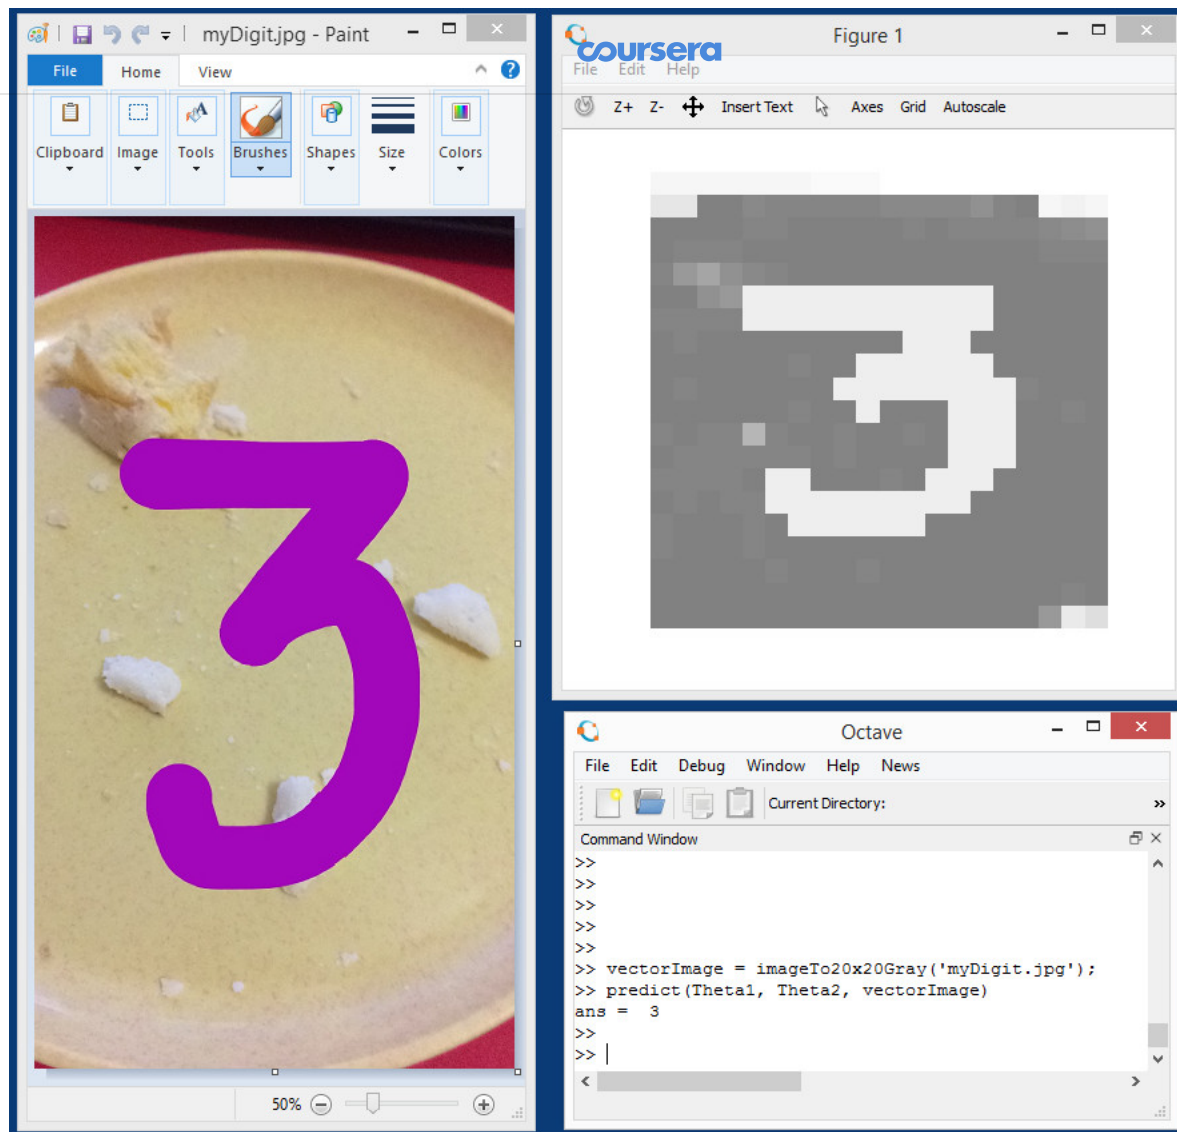 myDigit.jpg - Paint
File Home View
Clipboard Image Tools Brushes Shapes Size Colors
3
50%
coursera
Figure 1
File Edit Help
Z+ Z- Insert Text Axes Grid Autoscale
3
Octave
File Edit Debug Window Help News
Current Directory:
»
Command Window
>>
>>
>>
>>
>>
>> vectorImage = imageTo20x20Gray('myDigit.jpg');
>> predict(Theta1, Theta2, vectorImage)
ans =  3
>>
>>